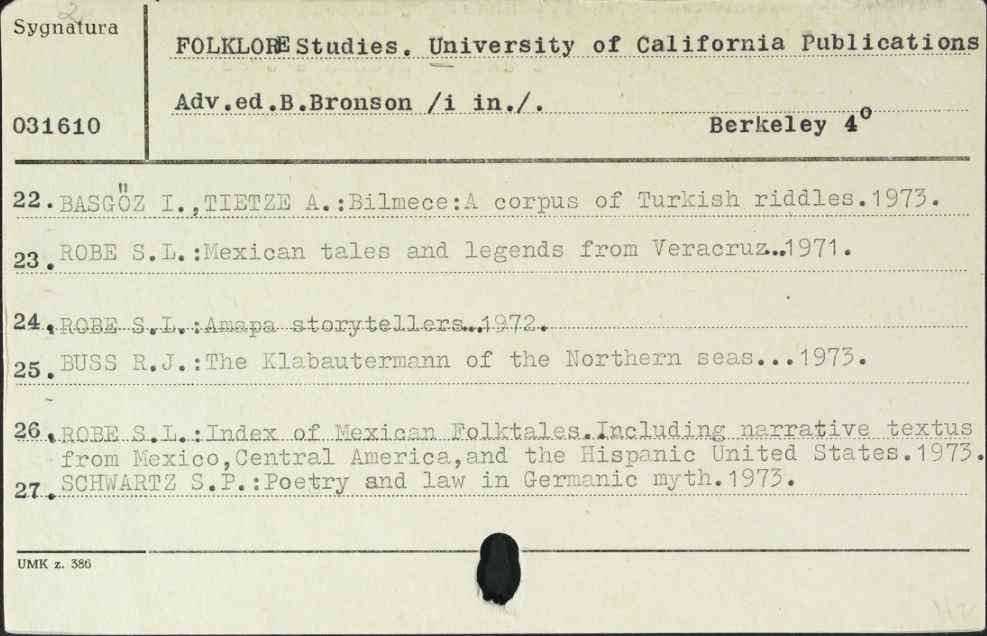 2
Sygnatura
FOLKLORE Studies. University of California Publications
Adv.ed.B.Bronson /i in./.
031610
Berkeley 4°
22. BASGÖZ I.,TIETZE A.:Bilmece:A corpus of Turkish riddles.1973.
23. ROBE S.L.:Mexican tales and legends from Veracruz...1971.
24. ROBE S.L.:Amapa storytellers...1972.
25. BUSS R.J.:The Klabautermann of the Northern seas...1973.
26. ROBE S.L.:Index of Mexican Folktales.Including narrative textus
from Mexico,Central America,and the Hispanic United States.1973.
27. SCHWARTZ S.P.:Poetry and law in Germanic myth.1973.
UMK z. 386